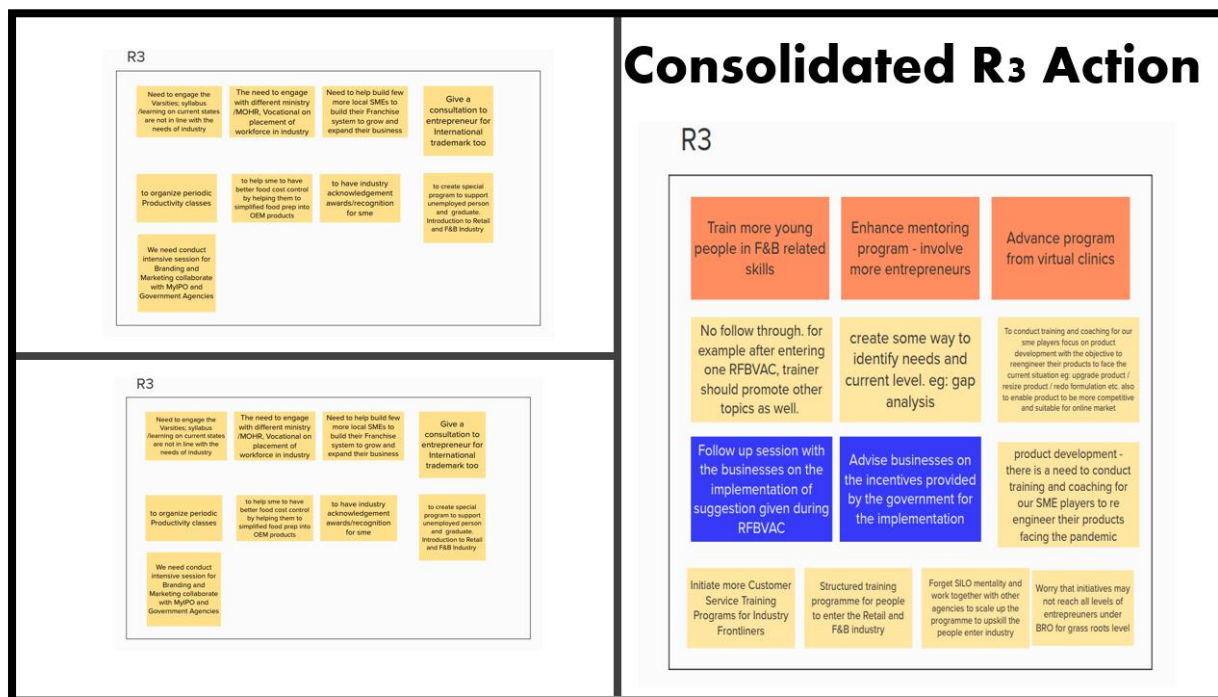 R3
Need to engage the
Varsities; syllabus
/learning on current states
are not in line with the
needs of industry
The need to engage
with different ministry
/MOHR, Vocational on
placement of
workforce in industry
Need to help build few
more local SMEs to
build their Franchise
system to grow and
expand their business
Give a
consultation to
entrepreneur for
International
trademark too
to organize periodic
Productivity classes
to help sme to have
better food cost control
by helping them to
simplified food prep into
OEM products
to have industry
acknowledgement
awards/recognition
for sme
to create special
program to support
unemployed person
and graduate.
Introduction to Retail
and F&B Industry
We need conduct
intensive session for
Branding and
Marketing collaborate
with MyIPO and
Government Agencies
R3
Need to engage the
Varsities; syllabus
/learning on current states
are not in line with the
needs of industry
The need to engage
with different ministry
/MOHR, Vocational on
placement of
workforce in industry
Need to help build few
more local SMEs to
build their Franchise
system to grow and
expand their business
Give a
consultation to
entrepreneur for
International
trademark too
to organize periodic
Productivity classes
to help sme to have
better food cost control
by helping them to
simplified food prep into
OEM products
to have industry
acknowledgement
awards/recognition
for sme
to create special
program to support
unemployed person
and graduate.
Introduction to Retail
and F&B Industry
We need conduct
intensive session for
Branding and
Marketing collaborate
with MyIPO and
Government Agencies
Consolidated R3 Action
R3
Train more young
people in F&B related
skills
Enhance mentoring
program - involve
more entrepreneurs
Advance program
from virtual clinics
No follow through. for
example after entering
one RFBVAC, trainer
should promote other
topics as well.
create some way to
identify needs and
current level. eg: gap
analysis
To conduct training and coaching for our
sme players focus on product
development with the objective to
reengineer their products to face the
current situation eg: upgrade product /
resize product / redo formulation etc. also
to enable product to be more competitive
and suitable for online market
Follow up session with
the businesses on the
implementation of
suggestion given during
RFBVAC
Advise businesses on
the incentives provided
by the government for
the implementation
product development -
there is a need to conduct
training and coaching for
our SME players to re
engineer their products
facing the pandemic
Initiate more Customer
Service Training
Programs for Industry
Frontliners
Structured training
programme for people
to enter the Retail and
F&B industry
Forget SILO mentality and
work together with other
agencies to scale up the
programme to upskill the
people enter industry
Worry that initiatives may
not reach all levels of
entrepreuners under
BRO for grass roots level